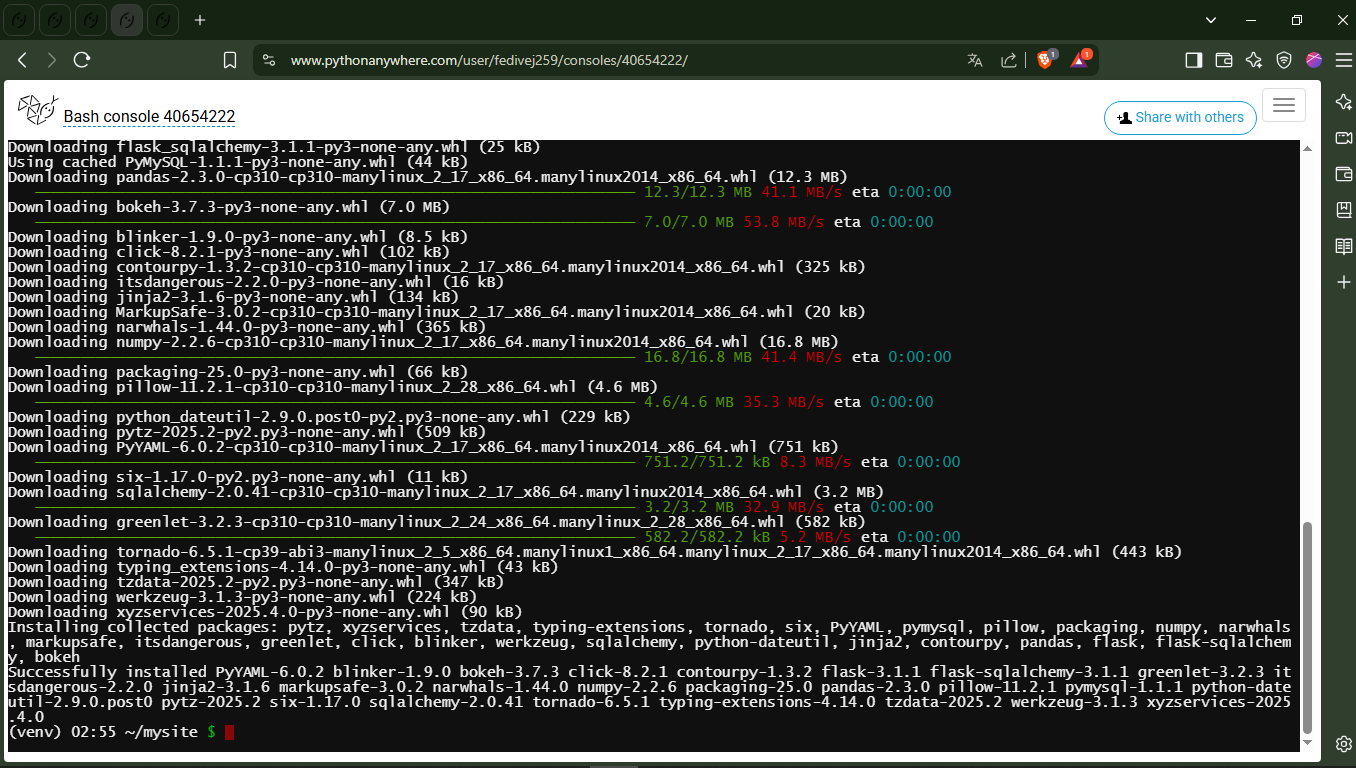 www.pythonanywhere.com/user/fedivej259/consoles/40654222/
1
1
Bash console 40654222
Share with others
Downloading flask_sqlalchemy-3.1.1-py3-none-any.whl (25 kB)
Using cached PyMySQL-1.1.1-py3-none-any.whl (44 kB)
Downloading pandas-2.3.0-cp310-cp310-manylinux_2_17_x86_64.manylinux2014_x86_64.whl (12.3 MB)
12.3/12.3 MB 41.1 MB/s eta 0:00:00
Downloading bokeh-3.7.3-py3-none-any.whl (7.0 MB)
7.0/7.0 MB 53.8 MB/s eta 0:00:00
Downloading blinker-1.9.0-py3-none-any.whl (8.5 kB)
Downloading click-8.2.1-py3-none-any.whl (102 kB)
Downloading contourpy-1.3.2-cp310-cp310-manylinux_2_17_x86_64.manylinux2014_x86_64.whl (325 kB)
Downloading itsdangerous-2.2.0-py3-none-any.whl (16 kB)
Downloading jinja2-3.1.6-py3-none-any.whl (134 kB)
Downloading MarkupSafe-3.0.2-cp310-cp310-manylinux_2_17_x86_64.manylinux2014_x86_64.whl (20 kB)
Downloading narwhals-1.44.0-py3-none-any.whl (365 kB)
Downloading numpy-2.2.6-cp310-cp310-manylinux_2_17_x86_64.manylinux2014_x86_64.whl (16.8 MB)
16.8/16.8 MB 41.4 MB/s eta 0:00:00
Downloading packaging-25.0-py3-none-any.whl (66 kB)
Downloading pillow-11.2.1-cp310-cp310-manylinux_2_28_x86_64.whl (4.6 MB)
4.6/4.6 MB 35.3 MB/s eta 0:00:00
Downloading python_dateutil-2.9.0.post0-py2.py3-none-any.whl (229 kB)
Downloading pytz-2025.2-py2.py3-none-any.whl (509 kB)
Downloading PyYAML-6.0.2-cp310-cp310-manylinux_2_17_x86_64.manylinux2014_x86_64.whl (751 kB)
751.2/751.2 kB 8.3 MB/s eta 0:00:00
Downloading six-1.17.0-py2.py3-none-any.whl (11 kB)
Downloading sqlalchemy-2.0.41-cp310-cp310-manylinux_2_17_x86_64.manylinux2014_x86_64.whl (3.2 MB)
3.2/3.2 MB 32.9 MB/s eta 0:00:00
Downloading greenlet-3.2.3-cp310-cp310-manylinux_2_24_x86_64.manylinux_2_28_x86_64.whl (582 kB)
582.2/582.2 kB 5.2 MB/s eta 0:00:00
Downloading tornado-6.5.1-cp39-abi3-manylinux_2_5_x86_64.manylinux1_x86_64.manylinux_2_17_x86_64.manylinux2014_x86_64.whl (443 kB)
Downloading typing_extensions-4.14.0-py3-none-any.whl (43 kB)
Downloading tzdata-2025.2-py2.py3-none-any.whl (347 kB)
Downloading werkzeug-3.1.3-py3-none-any.whl (224 kB)
Downloading xyzservices-2025.4.0-py3-none-any.whl (90 kB)
Installing collected packages: pytz, xyzservices, tzdata, typing-extensions, tornado, six, PyYAML, pymysql, pillow, packaging, numpy, narwhals
, markupsafe, itsdangerous, greenlet, click, blinker, werkzeug, sqlalchemy, python-dateutil, jinja2, contourpy, pandas, flask, flask-sqlalchem
y, bokeh
Successfully installed PyYAML-6.0.2 blinker-1.9.0 bokeh-3.7.3 click-8.2.1 contourpy-1.3.2 flask-3.1.1 flask-sqlalchemy-3.1.1 greenlet-3.2.3 it
sdangerous-2.2.0 jinja2-3.1.6 markupsafe-3.0.2 narwhals-1.44.0 numpy-2.2.6 packaging-25.0 pandas-2.3.0 pillow-11.2.1 pymysql-1.1.1 python-date
util-2.9.0.post0 pytz-2025.2 six-1.17.0 sqlalchemy-2.0.41 tornado-6.5.1 typing-extensions-4.14.0 tzdata-2025.2 werkzeug-3.1.3 xyzservices-2025
.4.0
(venv) 02:55 ~/mysite $